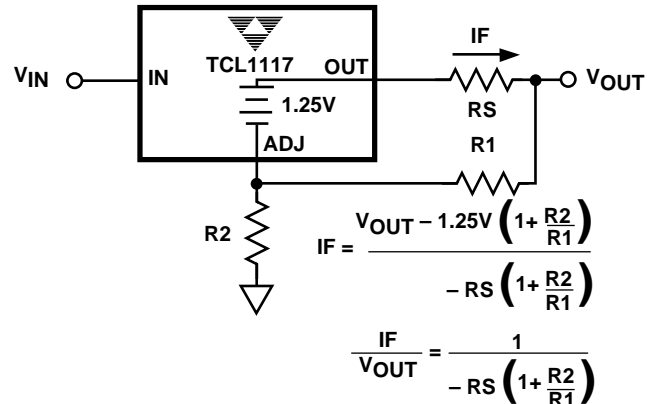 IF
TCL1117
OUT
VIN
IN
VOUT
1.25V
RS
ADJ
R1
R2
IF = VOUT – 1.25V (1+ R2/R1) / – RS (1+ R2/R1)
IF/VOUT = 1 / – RS (1+ R2/R1)